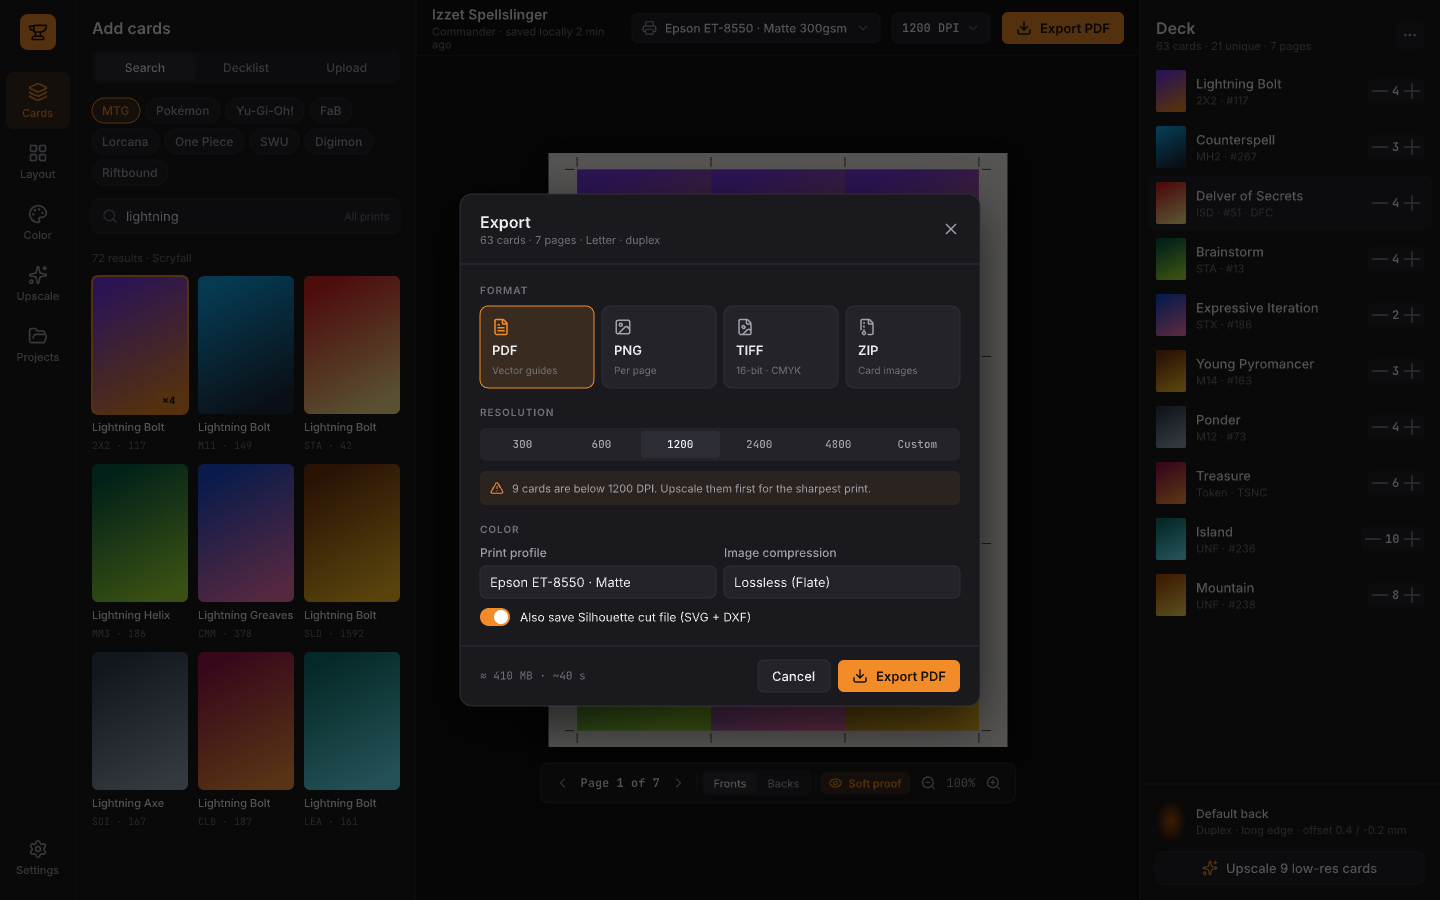 Cards
Layout
Color
Upscale
Projects
Settings
Add cards
Search
Decklist
Upload
MTG
Pokémon
Yu-Gi-Oh!
FaB
Lorcana
One Piece
SWU
Digimon
Riftbound
lightning
All prints
72 results · Scryfall
×4
Lightning Bolt
2X2 · 117
Lightning Bolt
M11 · 149
Lightning Bolt
STA · 42
Lightning Helix
MM3 · 186
Lightning Greaves
CMM · 378
Lightning Bolt
SLD · 1592
Lightning Axe
SOI · 167
Lightning Bolt
CLB · 187
Lightning Bolt
LEA · 161
Izzet Spellslinger
Commander · saved locally 2 min
ago
Epson ET-8550 · Matte 300gsm
1200 DPI
Export PDF
Export
63 cards · 7 pages · Letter · duplex
FORMAT
PDF
Vector guides
PNG
Per page
TIFF
16-bit · CMYK
ZIP
Card images
RESOLUTION
300
600
1200
2400
4800
Custom
9 cards are below 1200 DPI. Upscale them first for the sharpest print.
COLOR
Print profile
Image compression
Epson ET-8550 · Matte
Lossless (Flate)
Also save Silhouette cut file (SVG + DXF)
≈ 410 MB · ~40 s
Cancel
Export PDF
Page 1 of 7
Fronts
Backs
Soft proof
100%
Deck
63 cards · 21 unique · 7 pages
Lightning Bolt
2X2 · #117
4
Counterspell
MH2 · #267
3
Delver of Secrets
ISD · #51 · DFC
4
Brainstorm
STA · #13
4
Expressive Iteration
STX · #186
2
Young Pyromancer
M14 · #163
3
Ponder
M12 · #73
4
Treasure
Token · TSNC
6
Island
UNF · #236
10
Mountain
UNF · #238
8
Default back
Duplex · long edge · offset 0.4 / -0.2 mm
Upscale 9 low-res cards